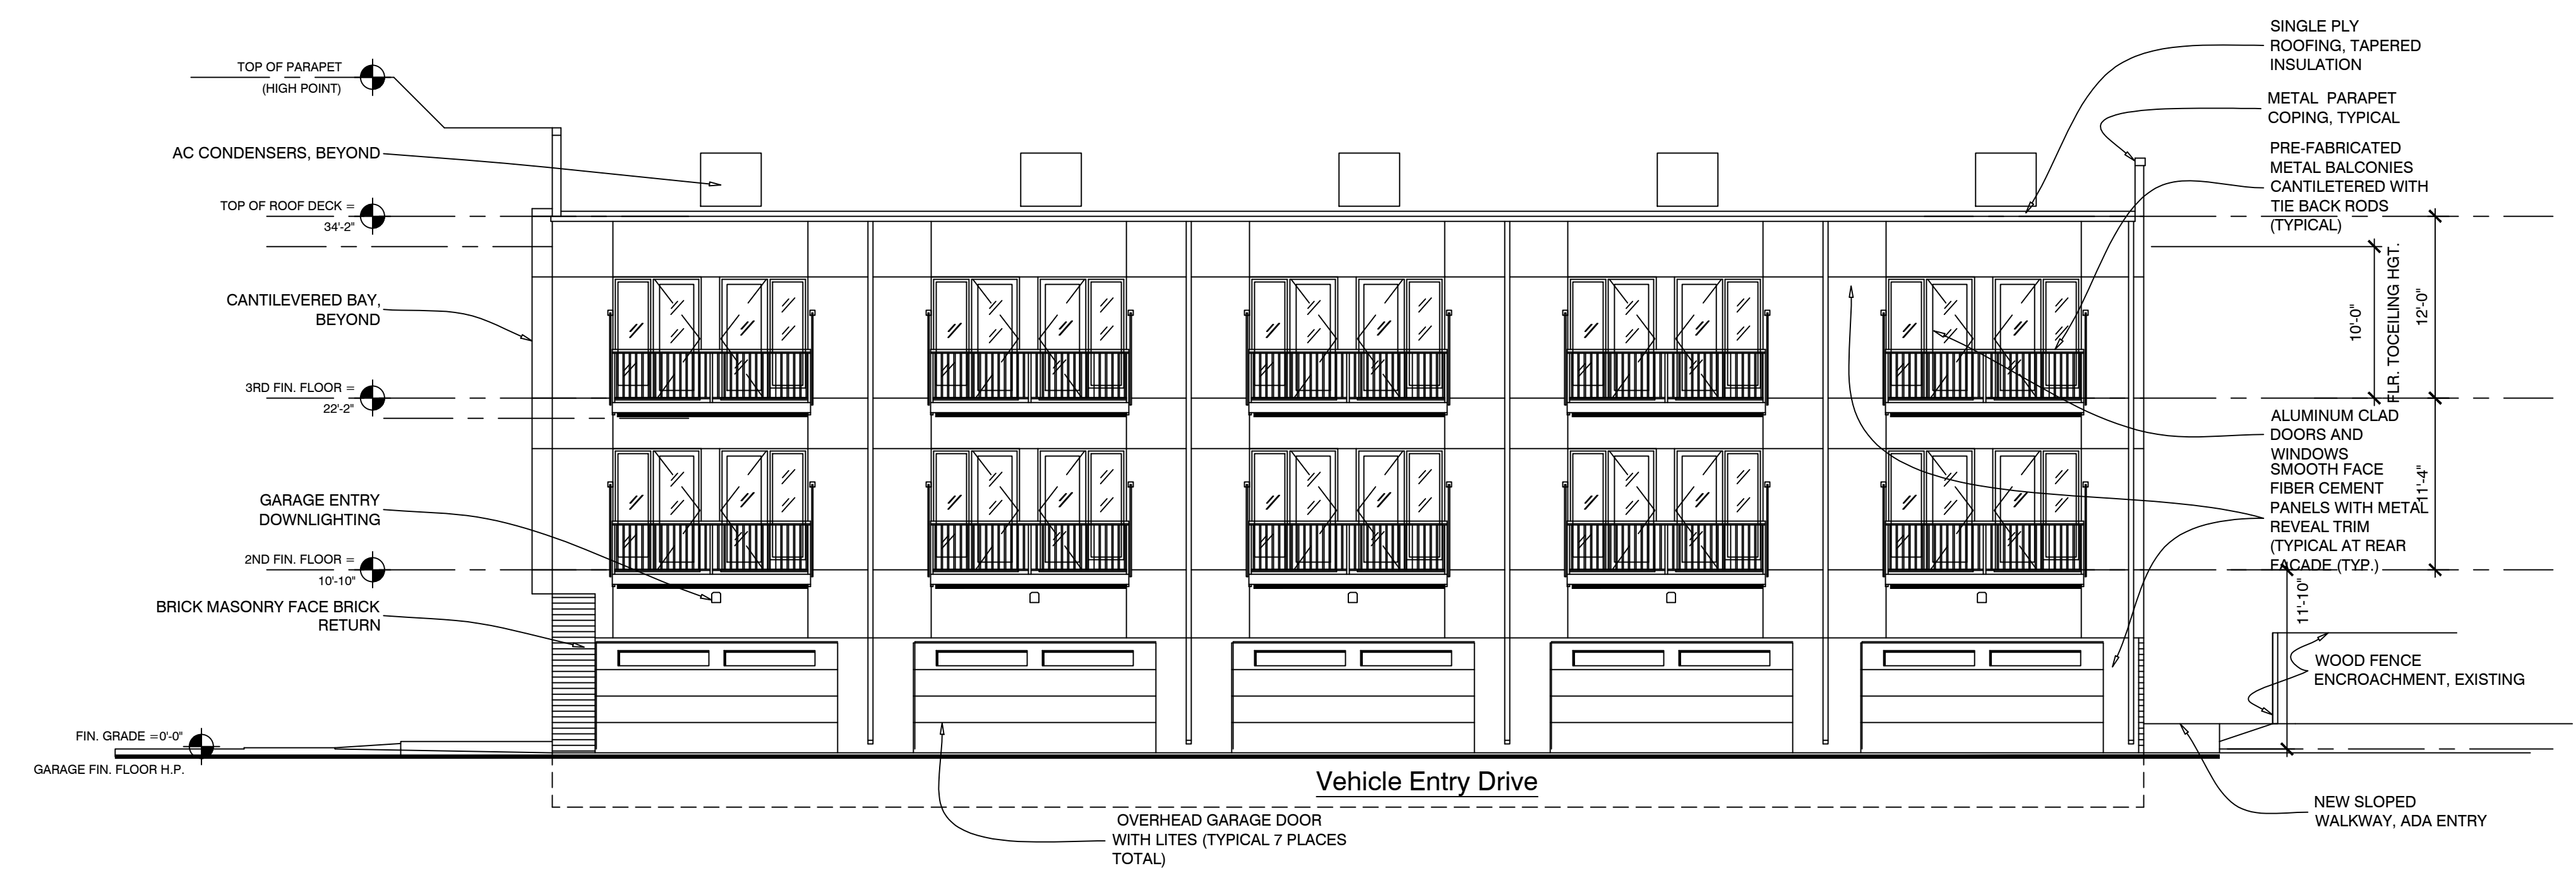 TOP OF PARAPET
(HIGH POINT)
AC CONDENSERS, BEYOND
TOP OF ROOF DECK =
34'-2"
CANTILEVERED BAY,
BEYOND
3RD FIN. FLOOR =
22'-2"
GARAGE ENTRY
DOWNLIGHTING
2ND FIN. FLOOR =
10'-10"
BRICK MASONRY FACE BRICK
RETURN
FIN. GRADE =0'-0"
GARAGE FIN. FLOOR H.P.
Vehicle Entry Drive
OVERHEAD GARAGE DOOR
WITH LITES (TYPICAL 7 PLACES
TOTAL)
SINGLE PLY
ROOFING, TAPERED
INSULATION
METAL PARAPET
COPING, TYPICAL
PRE-FABRICATED
METAL BALCONIES
CANTILETERED WITH
TIE BACK RODS
(TYPICAL)
10'-0"
FLR. TOCEILING HGT.
12'-0"
ALUMINUM CLAD
DOORS AND
WINDOWS
SMOOTH FACE
FIBER CEMENT
PANELS WITH METAL
REVEAL TRIM
(TYPICAL AT REAR
FACADE (TYP.)
11'-4"
11'-10"
WOOD FENCE
ENCROACHMENT, EXISTING
NEW SLOPED
WALKWAY, ADA ENTRY